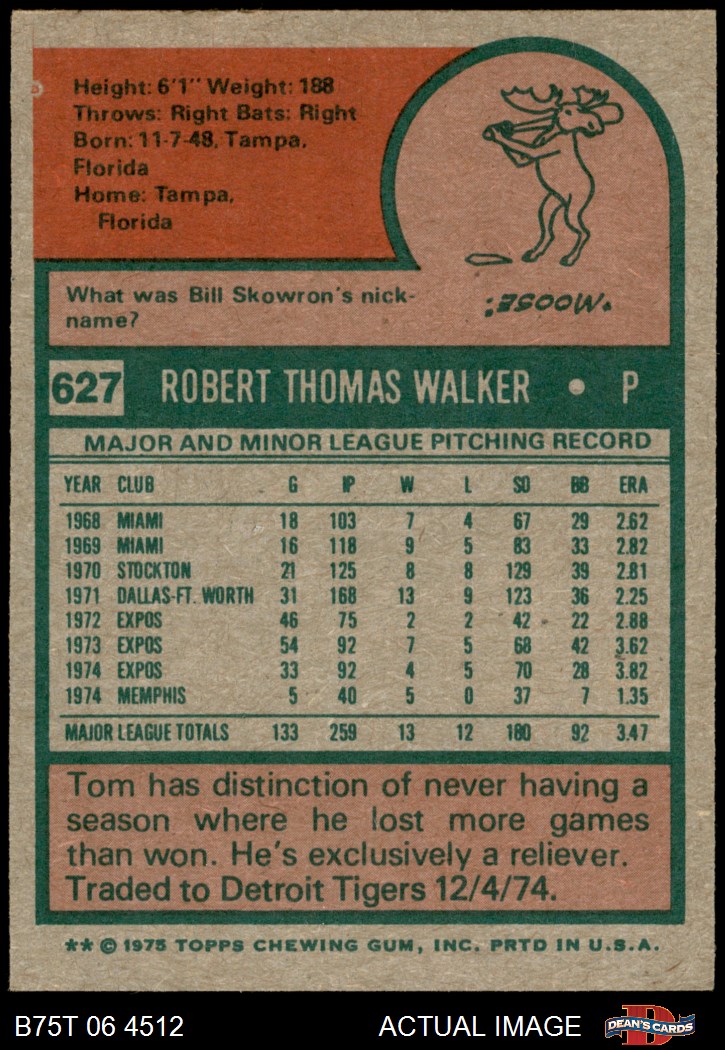 Height: 6'1" Weight: 188
Throws: Right Bats: Right
Born: 11-7-48, Tampa,
Florida
Home: Tampa,
Florida
What was Bill Skowron's nick-
name?
"MOOSE."
627 ROBERT THOMAS WALKER • P
MAJOR AND MINOR LEAGUE PITCHING RECORD
YEAR CLUB G IP W L SO BB ERA
1968 MIAMI 18 103 7 4 67 29 2.62
1969 MIAMI 16 118 9 5 83 33 2.82
1970 STOCKTON 21 125 8 8 129 39 2.81
1971 DALLAS-FT. WORTH 31 168 13 9 123 36 2.25
1972 EXPOS 46 75 2 2 42 22 2.88
1973 EXPOS 54 92 7 5 68 42 3.62
1974 EXPOS 33 92 4 5 70 28 3.82
1974 MEMPHIS 5 40 5 0 37 7 1.35
MAJOR LEAGUE TOTALS 133 259 13 12 180 92 3.47
Tom has distinction of never having a
season where he lost more games
than won. He's exclusively a reliever.
Traded to Detroit Tigers 12/4/74.
** © 1975 TOPPS CHEWING GUM, INC. PRTD IN U.S.A.
B75T 06 4512 ACTUAL IMAGE D DEAN'S CARDS